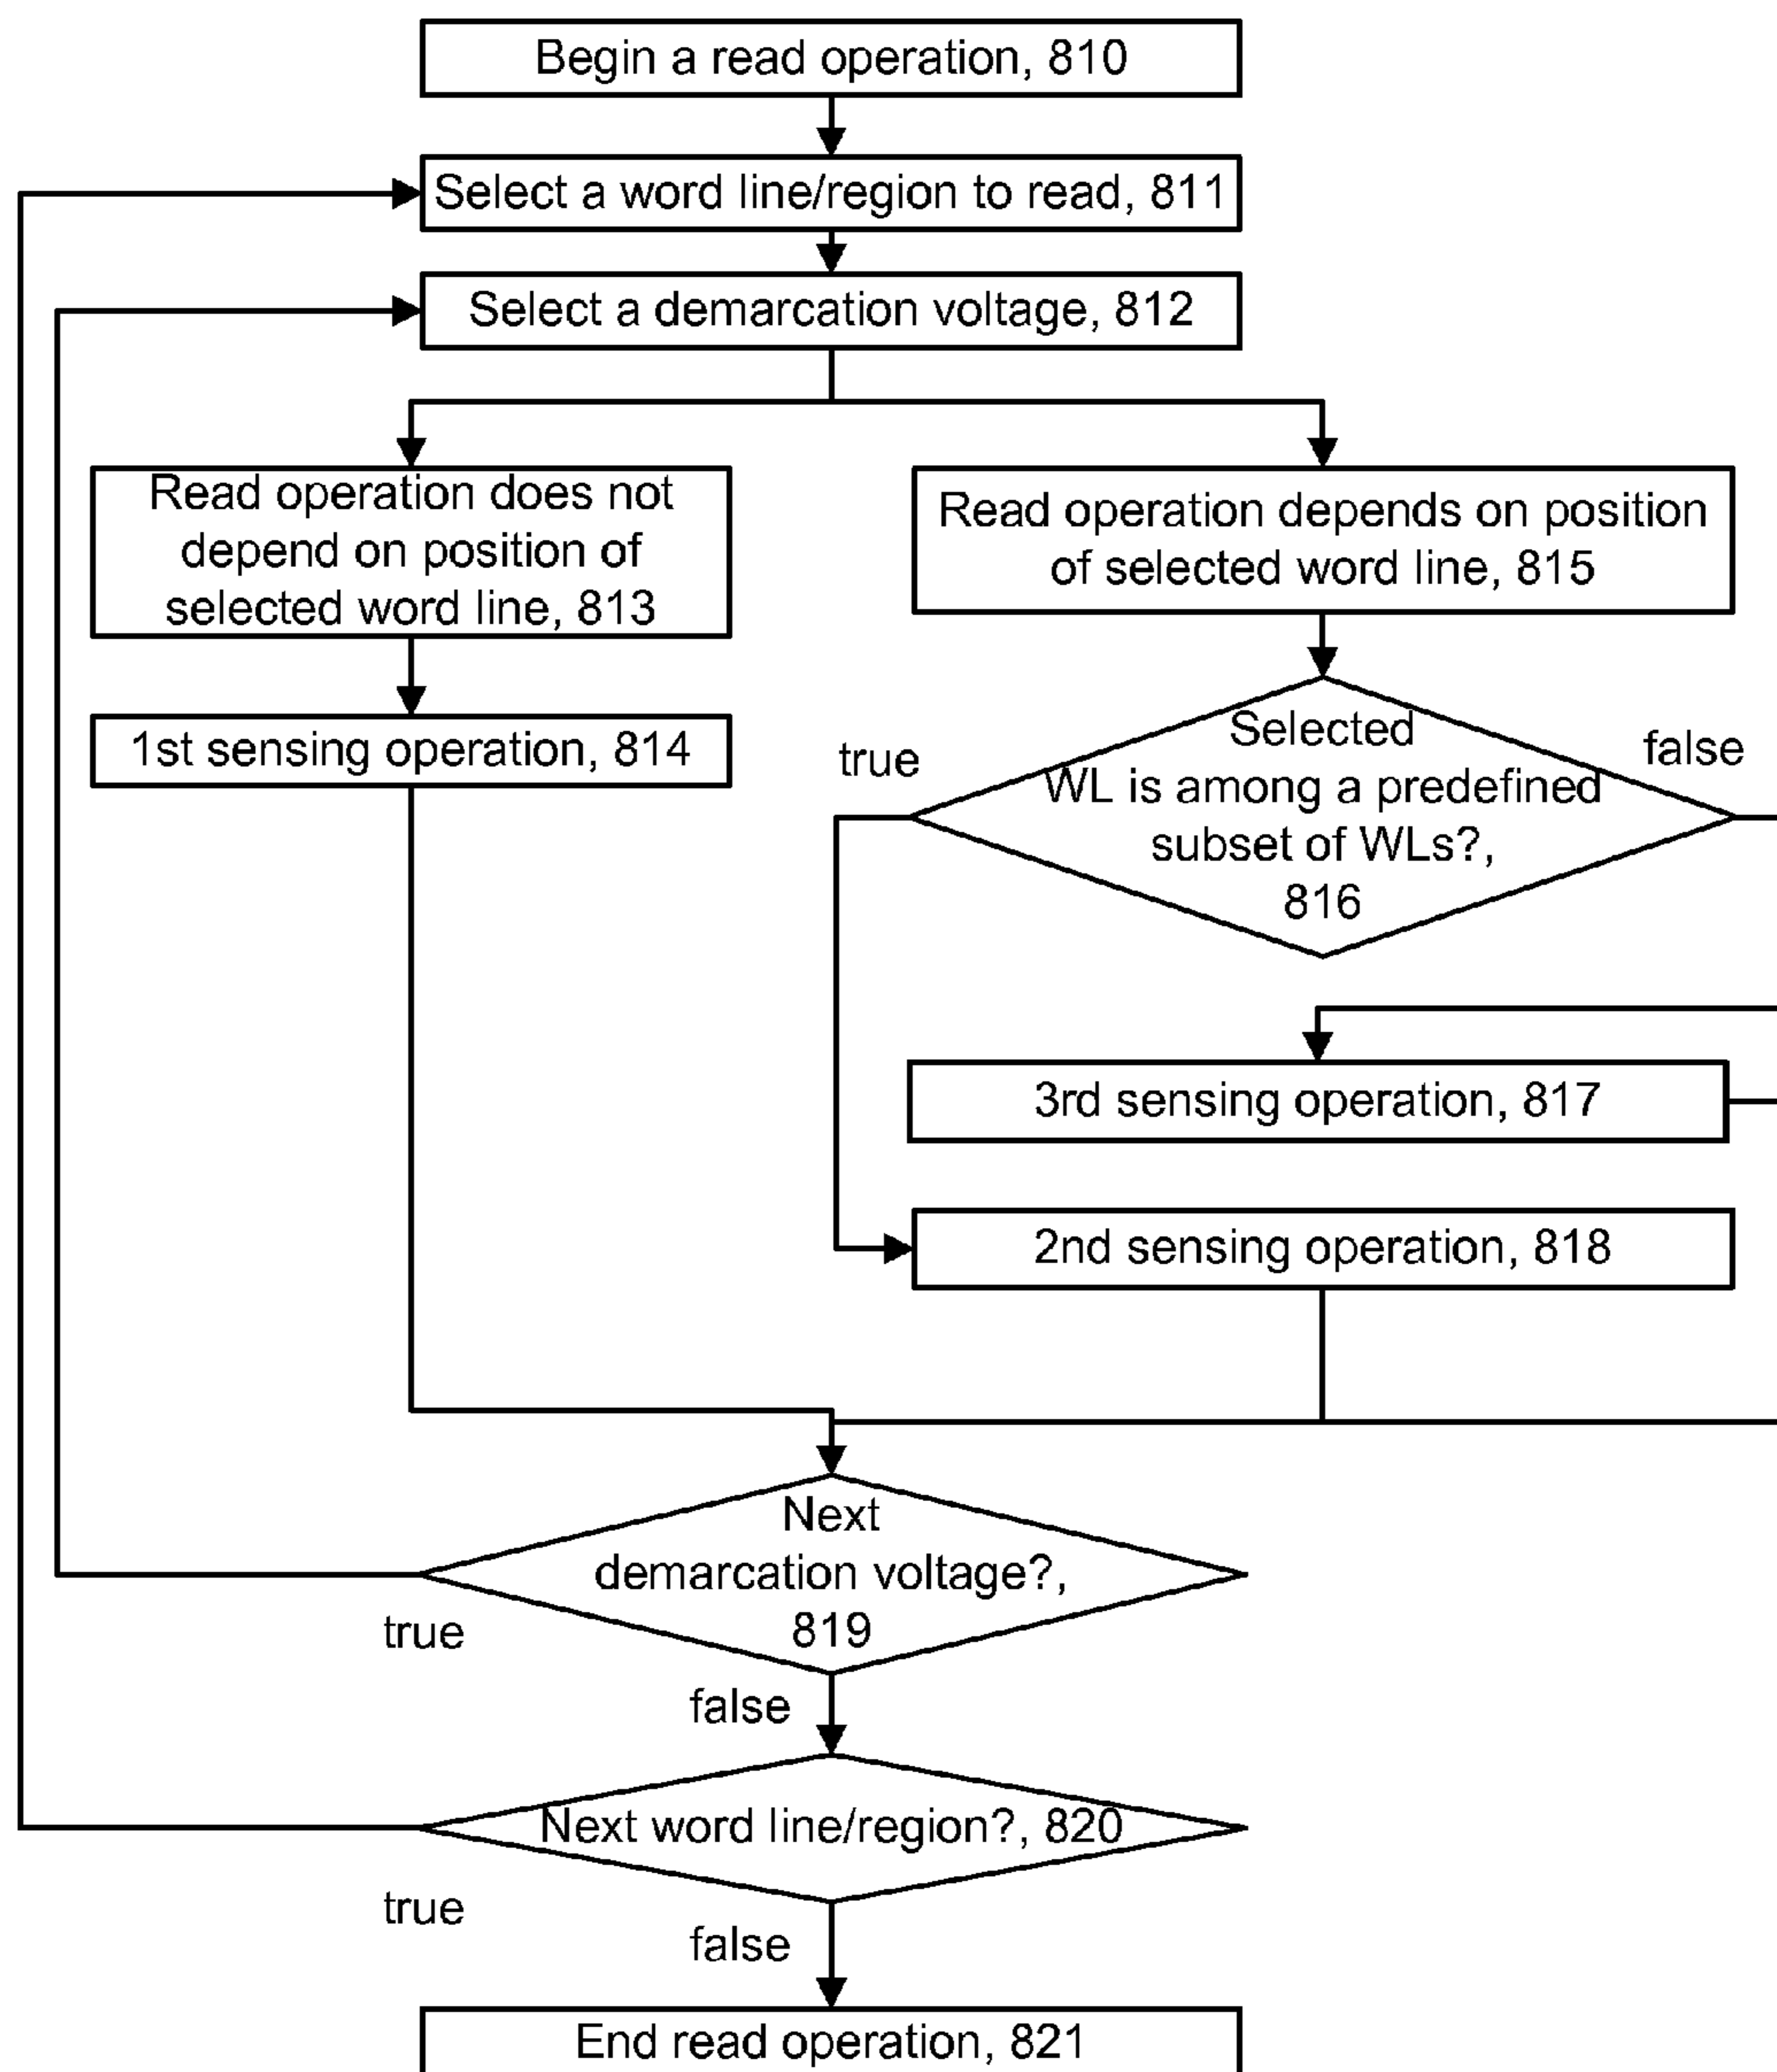 Begin a read operation, 810
Select a word line/region to read, 811
Select a demarcation voltage, 812
Read operation does not
depend on position of
selected word line, 813
Read operation depends on position
of selected word line, 815
1st sensing operation, 814
true
Selected
WL is among a predefined
subset of WLs?,
816
false
3rd sensing operation, 817
2nd sensing operation, 818
Next
demarcation voltage?,
819
true
false
Next word line/region?, 820
true
false
End read operation, 821